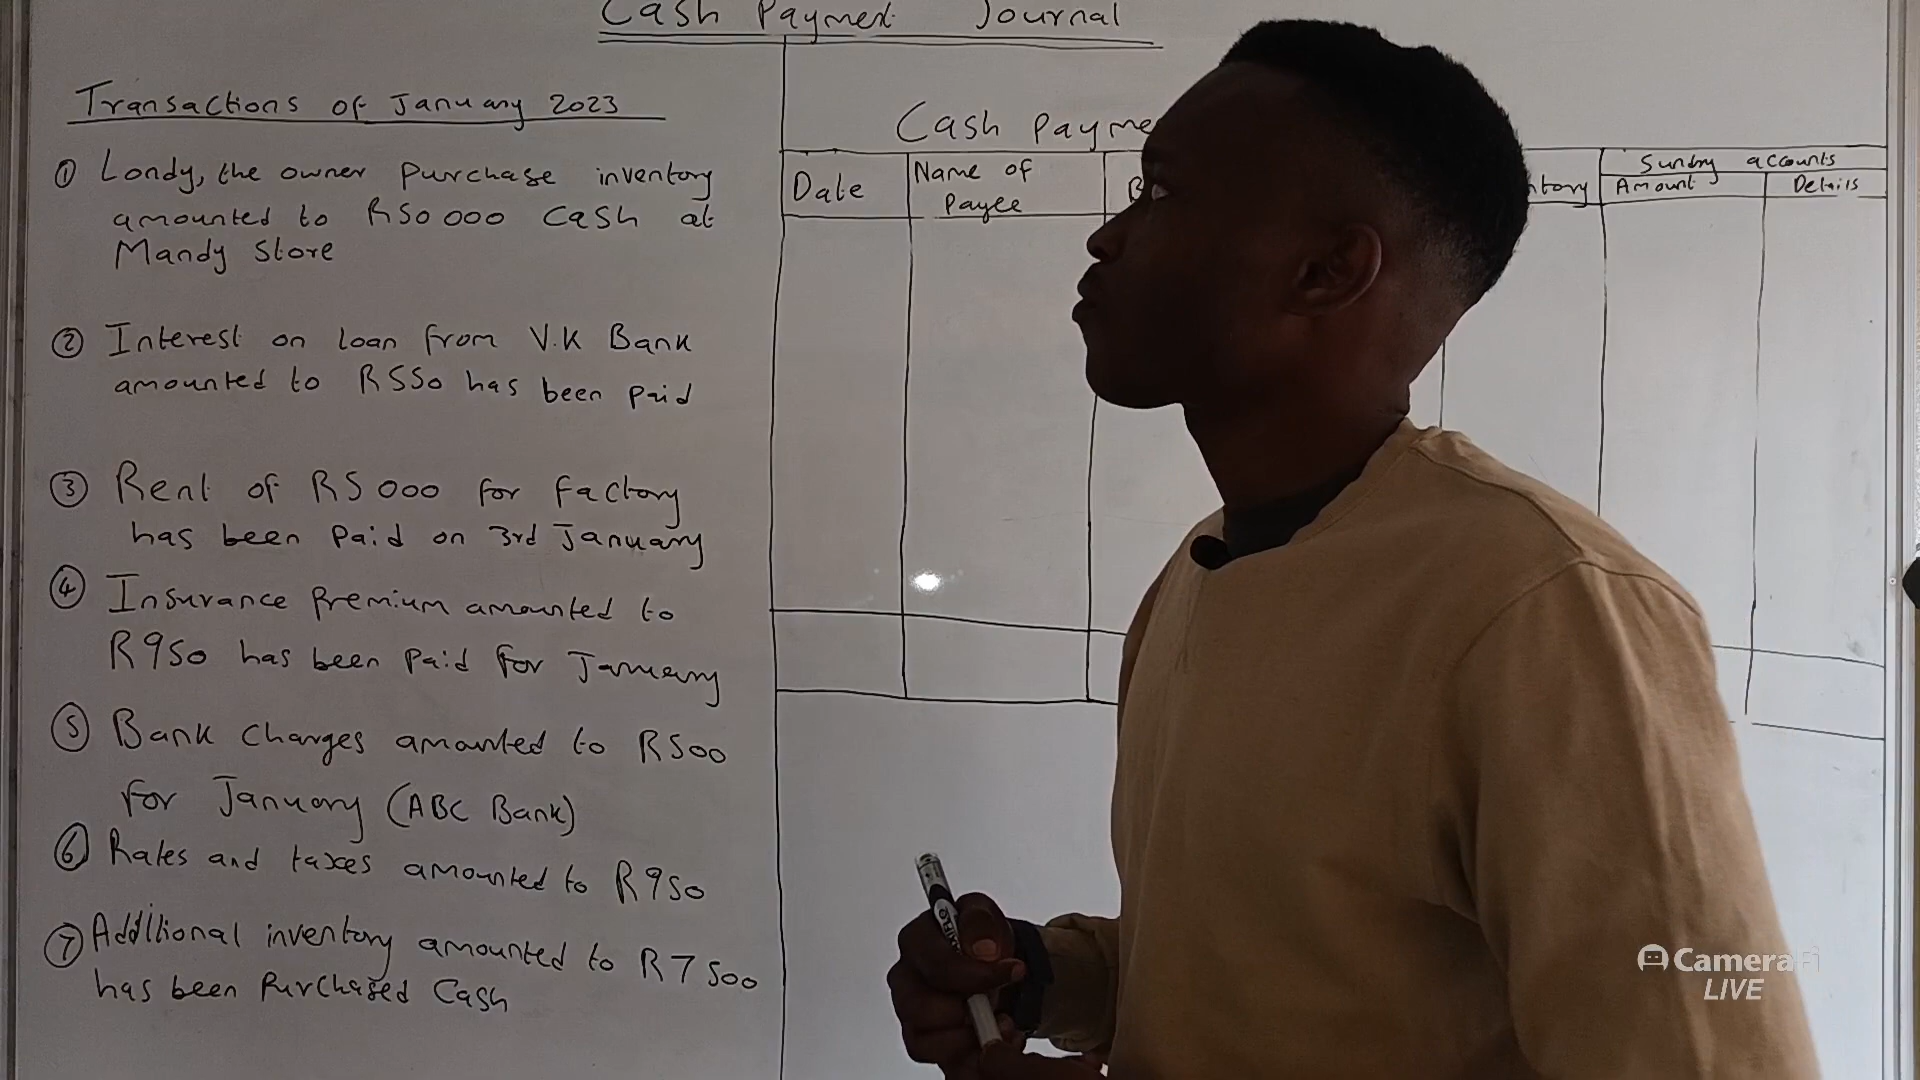 Cash Payment Journal
Transactions of January 2023
① Londy, the owner purchase inventory
amounted to R50 000 cash at
Mandy Store
② Interest on loan from V.K Bank
amounted to R550 has been paid
③ Rent of R5 000 for factory
has been paid on 3rd January
④ Insurance Premium amounted to
R950 has been paid for January
⑤ Bank charges amounted to R500
for January (ABC Bank)
⑥ Rates and taxes amounted to R950
⑦ Additional inventory amounted to R7 500
has been purchased Cash
Cash payme
Date
Name of
Payee
B
ntory
Sundry accounts
Amount
Details
CameraFi
LIVE